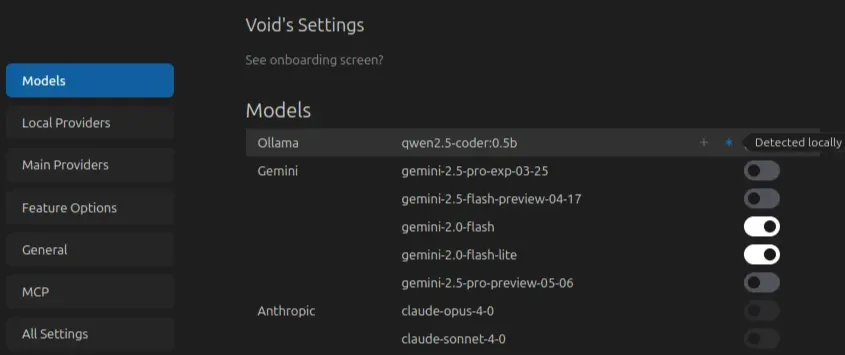 Void's Settings
See onboarding screen?
Models
Local Providers
Main Providers
Feature Options
General
MCP
All Settings
Models
Ollama qwen2.5-coder:0.5b + Detected locally
Gemini gemini-2.5-pro-exp-03-25
gemini-2.5-flash-preview-04-17
gemini-2.0-flash
gemini-2.0-flash-lite
gemini-2.5-pro-preview-05-06
Anthropic claude-opus-4-0
claude-sonnet-4-0